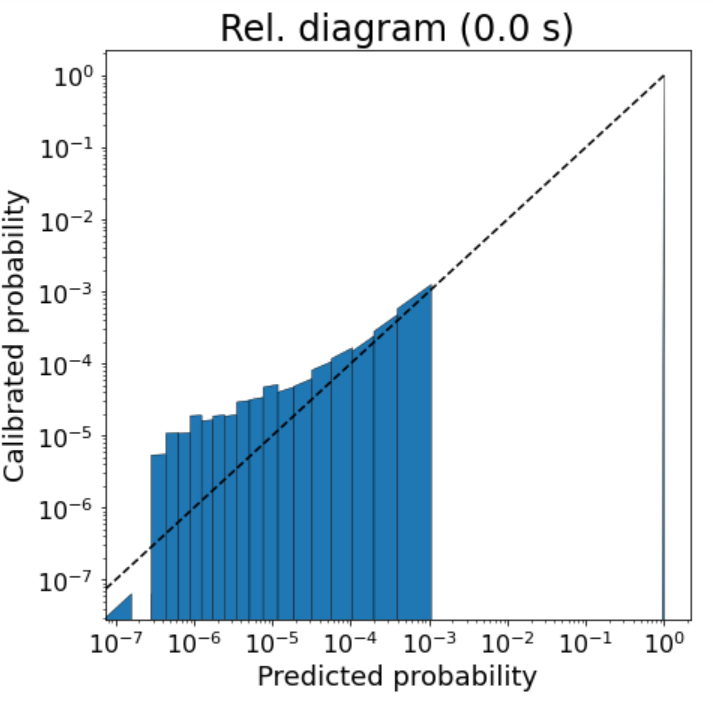 Rel. diagram (0.0 s)
Calibrated probability
10⁰
10⁻¹
10⁻²
10⁻³
10⁻⁴
10⁻⁵
10⁻⁶
10⁻⁷
10⁻⁷ 10⁻⁶ 10⁻⁵ 10⁻⁴ 10⁻³ 10⁻² 10⁻¹ 10⁰
Predicted probability